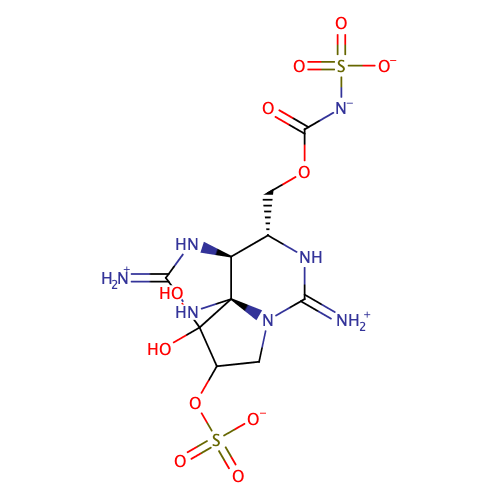 O
O S O⁻
O N⁻
O
HN NH
H₂N⁺ HO HN N NH₂⁺
HO
O O⁻
S
O O